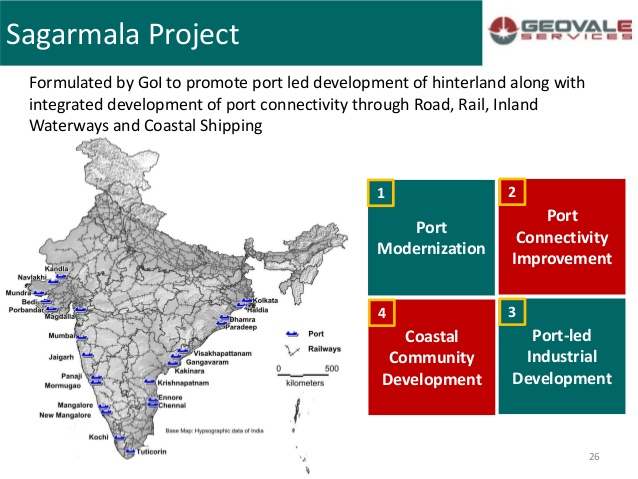 Sagarmala Project
GEOVALE
SERVICES
Formulated by GoI to promote port led development of hinterland along with
integrated development of port connectivity through Road, Rail, Inland
Waterways and Coastal Shipping
1
Port
Modernization
2
Port
Connectivity
Improvement
4
Coastal
Community
Development
3
Port-led
Industrial
Development
Kandla
Navlakhi
Mundra
Bedi
Porbandar
Magdalla
Mumbai
Jaigarh
Panaji
Mormugao
Mangalore
New Mangalore
Kochi
Tuticorin
Kolkata
Haldia
Dhamra
Paradeep
Visakhapattanam
Gangavaram
Kakinara
Krishnapatnam
Ennore
Chennai
Port
Railways
0 500
kilometers
Base Map: Hypsographic data of India
26